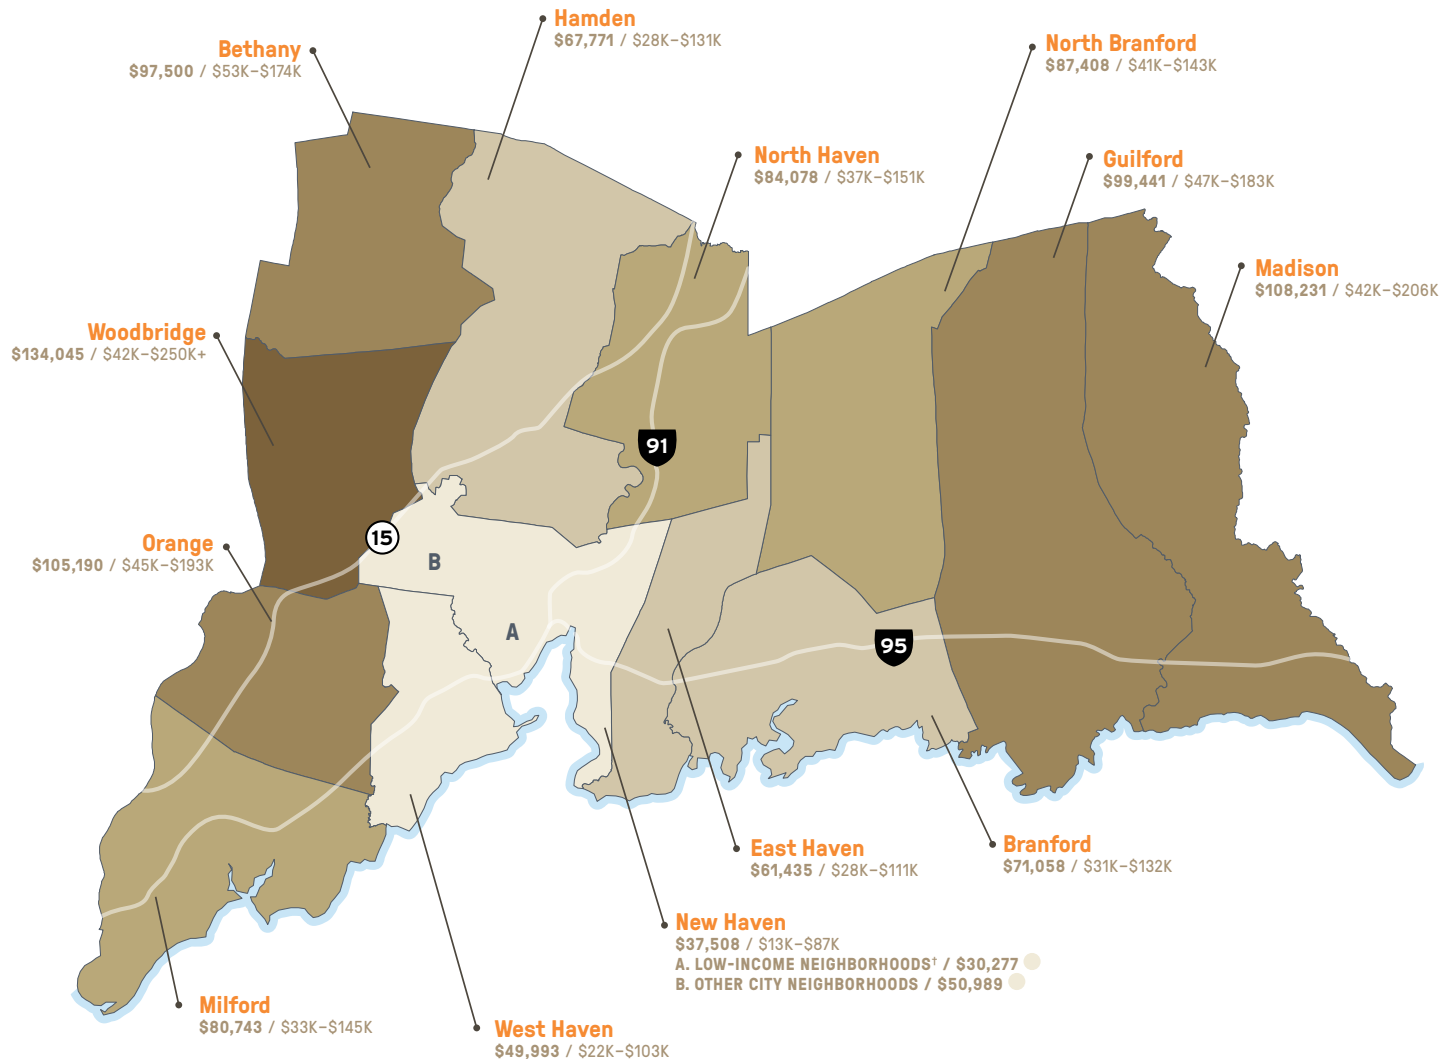 Hamden
$67,771 / $28K–$131K
Bethany
$97,500 / $53K–$174K
North Branford
$87,408 / $41K–$143K
North Haven
$84,078 / $37K–$151K
Guilford
$99,441 / $47K–$183K
Madison
$108,231 / $42K–$206K
Woodbridge
$134,045 / $42K–$250K+
91
15
Orange
$105,190 / $45K–$193K
B
A
95
East Haven
$61,435 / $28K–$111K
Branford
$71,058 / $31K–$132K
New Haven
$37,508 / $13K–$87K
A. LOW-INCOME NEIGHBORHOODS† / $30,277
B. OTHER CITY NEIGHBORHOODS / $50,989
Milford
$80,743 / $33K–$145K
West Haven
$49,993 / $22K–$103K